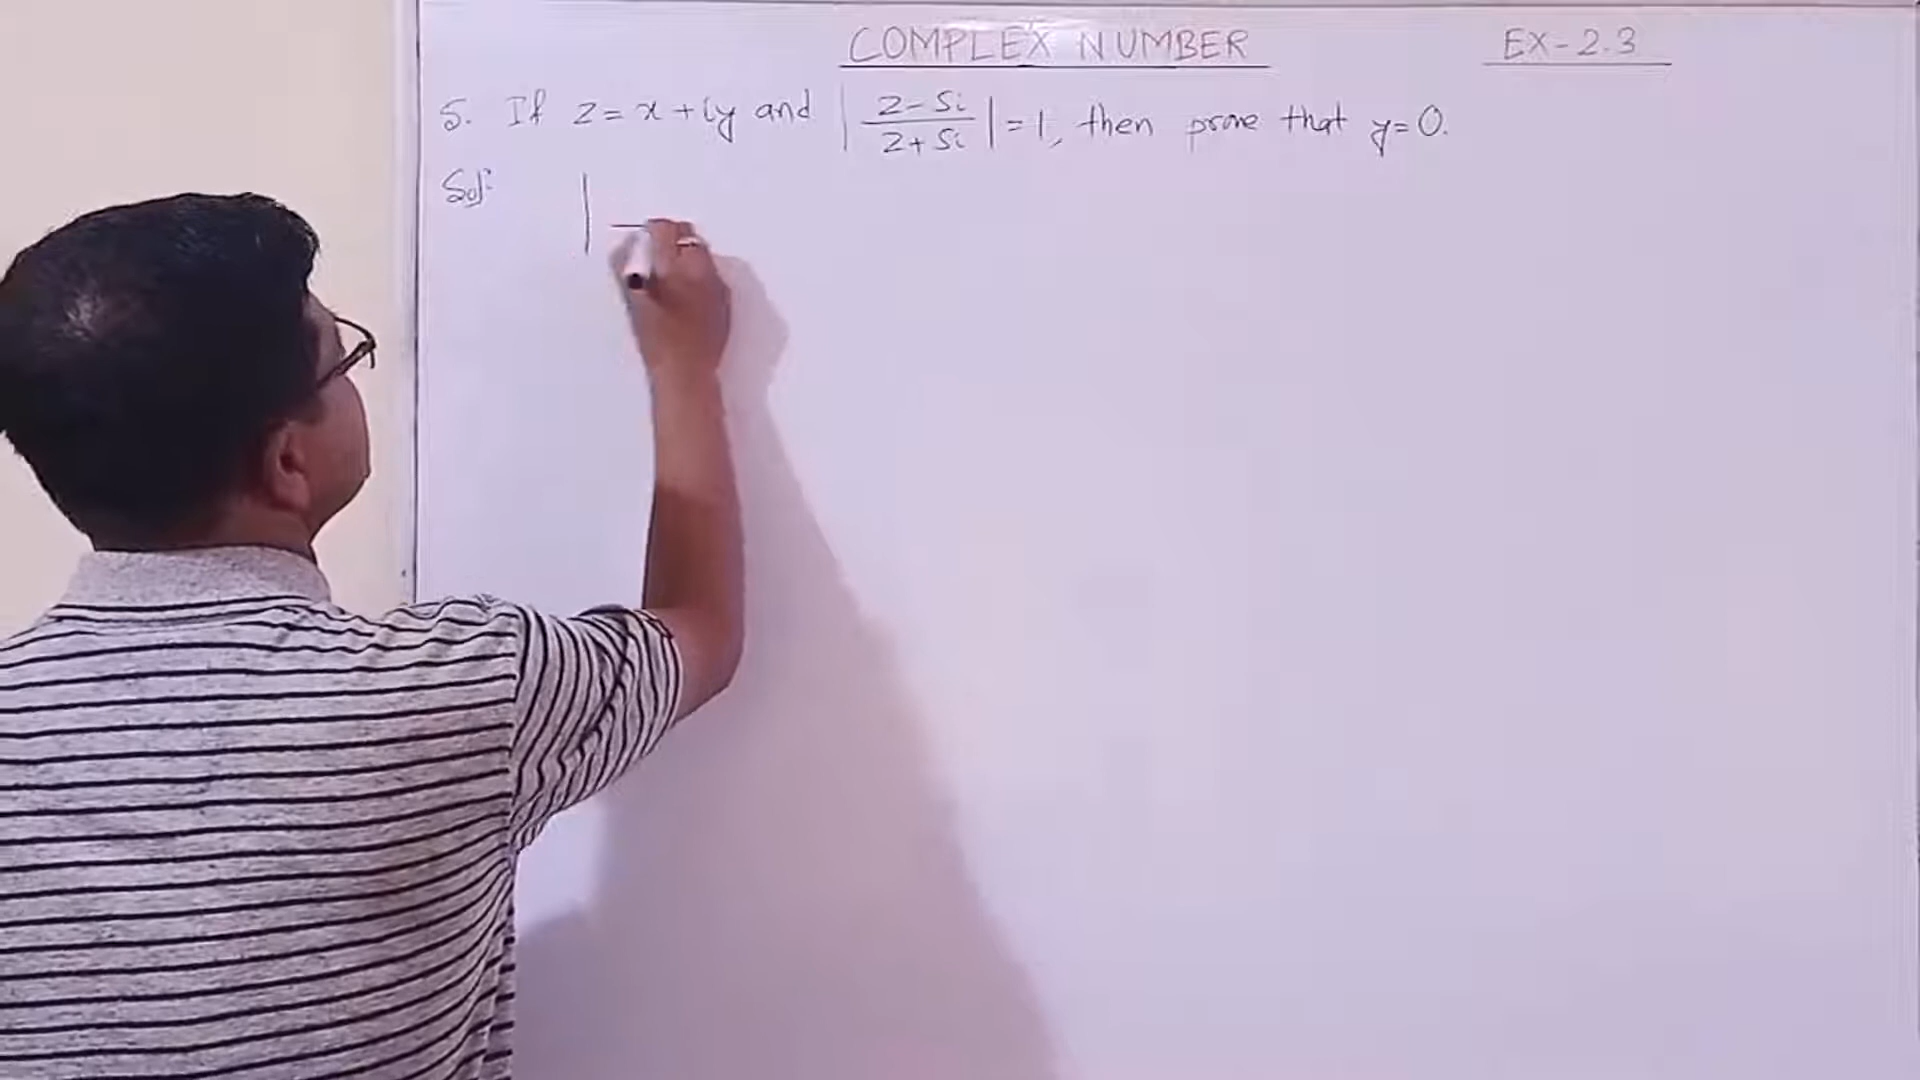 COMPLEX NUMBER
EX-2.3
5. If z = x + iy and | z - 5i / z + 5i | = 1, then prove that y = 0.
Sol: